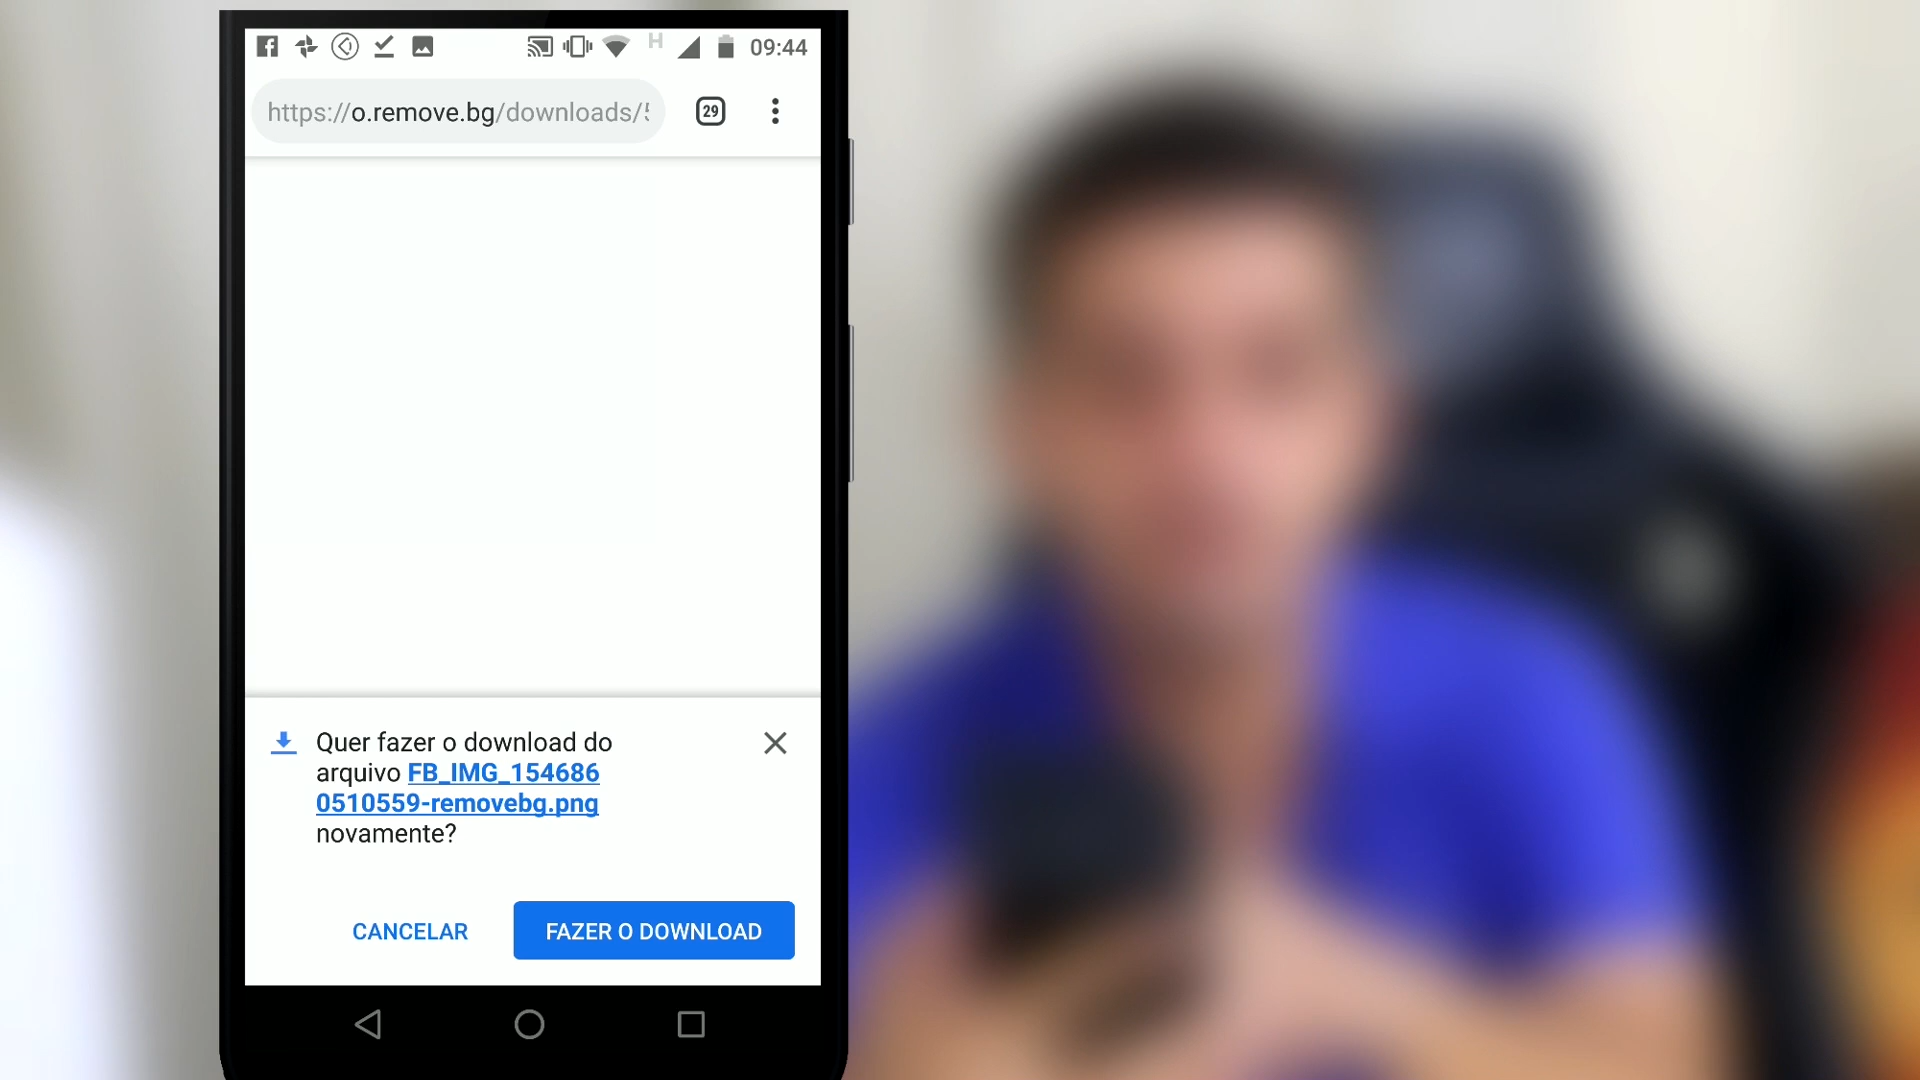 H 09:44
https://o.remove.bg/downloads/
29
Quer fazer o download do
arquivo FB_IMG_154686
0510559-removebg.png
novamente?
CANCELAR FAZER O DOWNLOAD